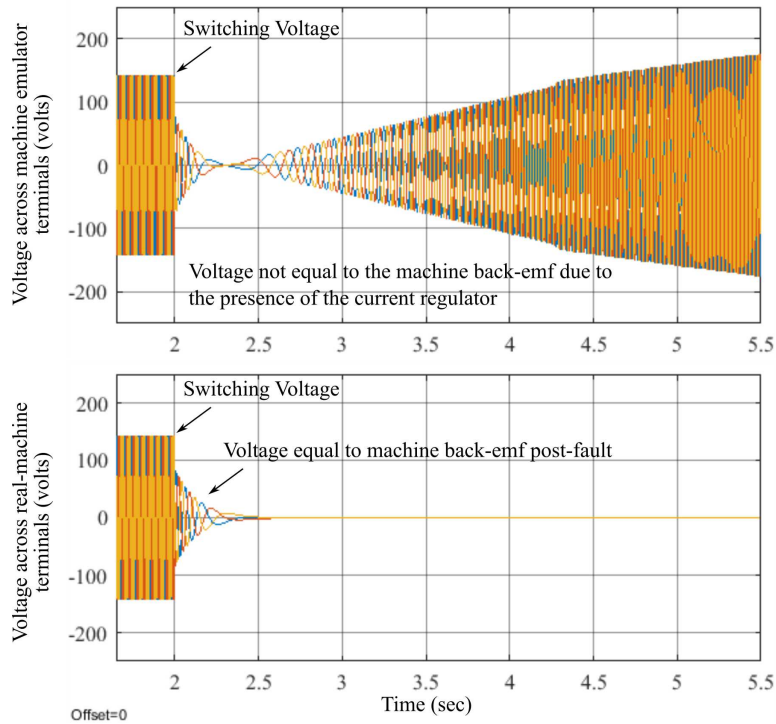 Voltage across machine emulator
terminals (volts)
200
100
0
-100
-200
Switching Voltage
Voltage not equal to the machine back-emf due to
the presence of the current regulator
2
2.5
3
3.5
4
4.5
5
5.5
Voltage across real-machine
terminals (volts)
200
100
0
-100
-200
Switching Voltage
Voltage equal to machine back-emf post-fault
2
2.5
3
3.5
4
4.5
5
5.5
Time (sec)
Offset=0